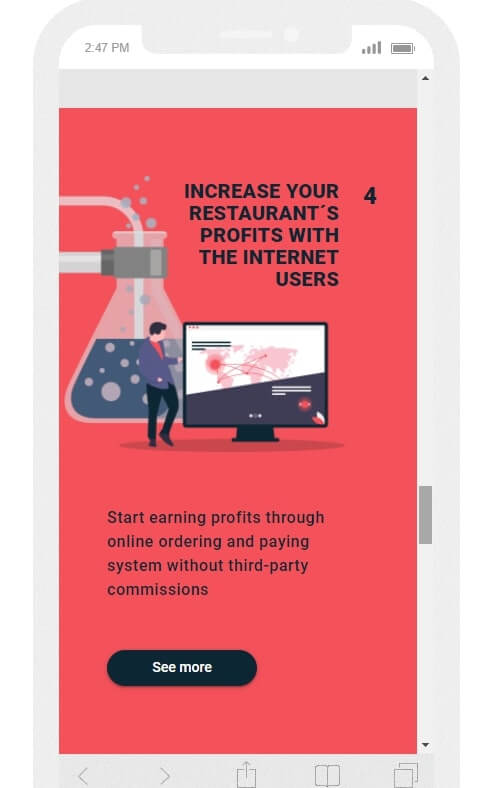 2:47 PM
INCREASE YOUR
RESTAURANT´S
PROFITS WITH
THE INTERNET
USERS
4
Start earning profits through
online ordering and paying
system without third-party
commissions
See more